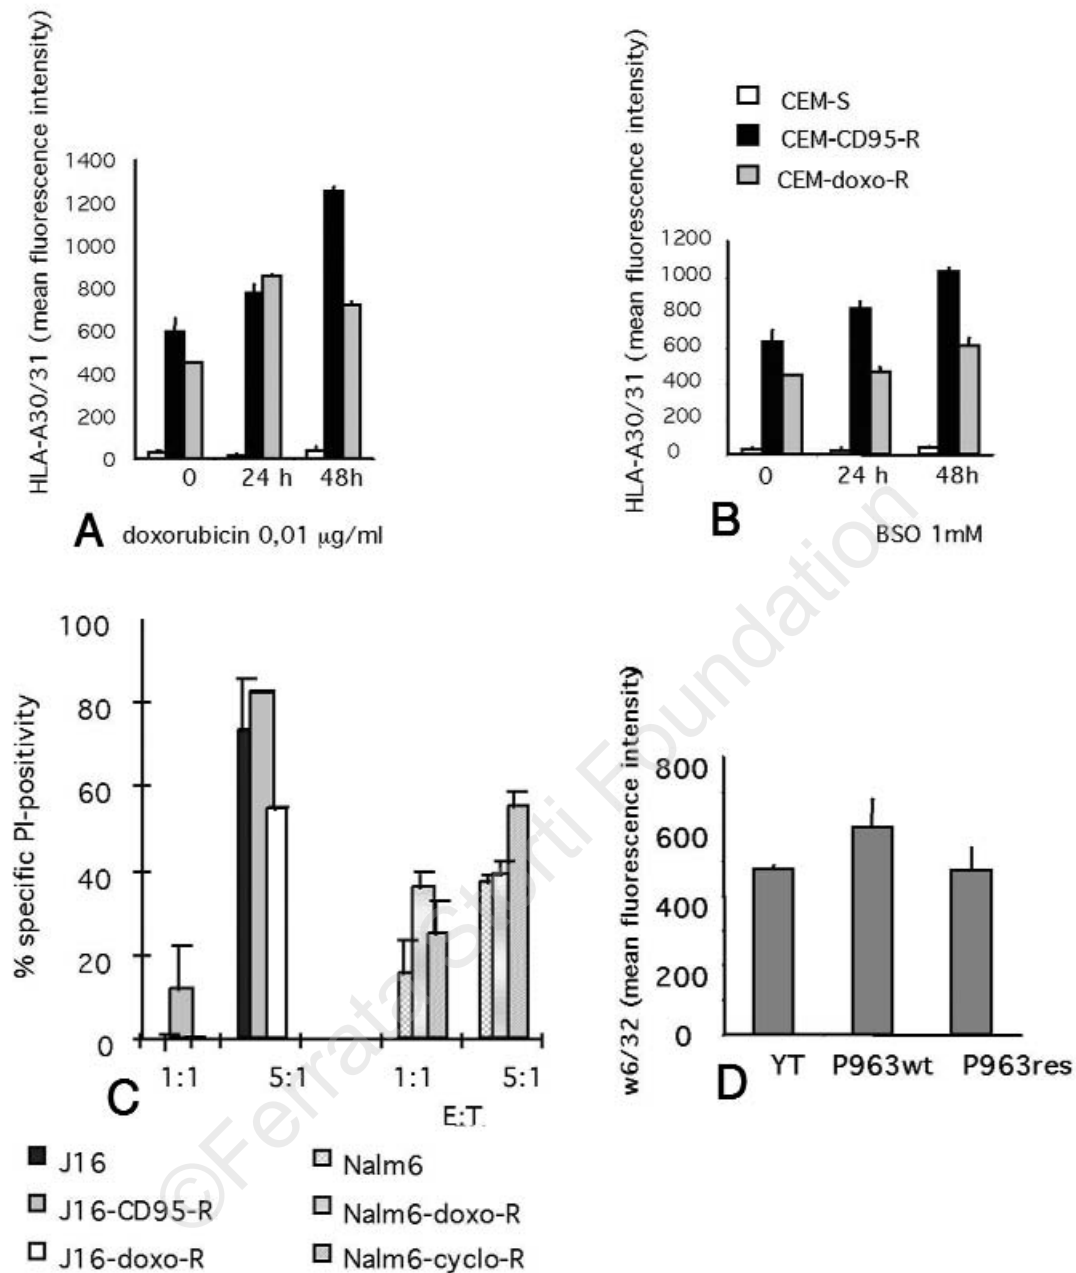 HLA-A30/31 (mean fluorescence intensity)
1400
1200
1000
800
600
400
200
0
0 24 h 48h
A doxorubicin 0,01 µg/ml
HLA-A30/31 (mean fluorescence intensity)
CEM-S
CEM-CD95-R
CEM-doxo-R
1200
1000
800
600
400
200
0
0 24 h 48h
B BSO 1mM
% specific PI-positivity
100
80
60
40
20
0
1:1 5:1 1:1 5:1
C E:T.
J16
J16-CD95-R
J16-doxo-R
Nalm6
Nalm6-doxo-R
Nalm6-cyclo-R
w6/32 (mean fluorescence intensity)
800
600
400
200
0
D YT P963wt P963res
©Ferrata Storti Foundation